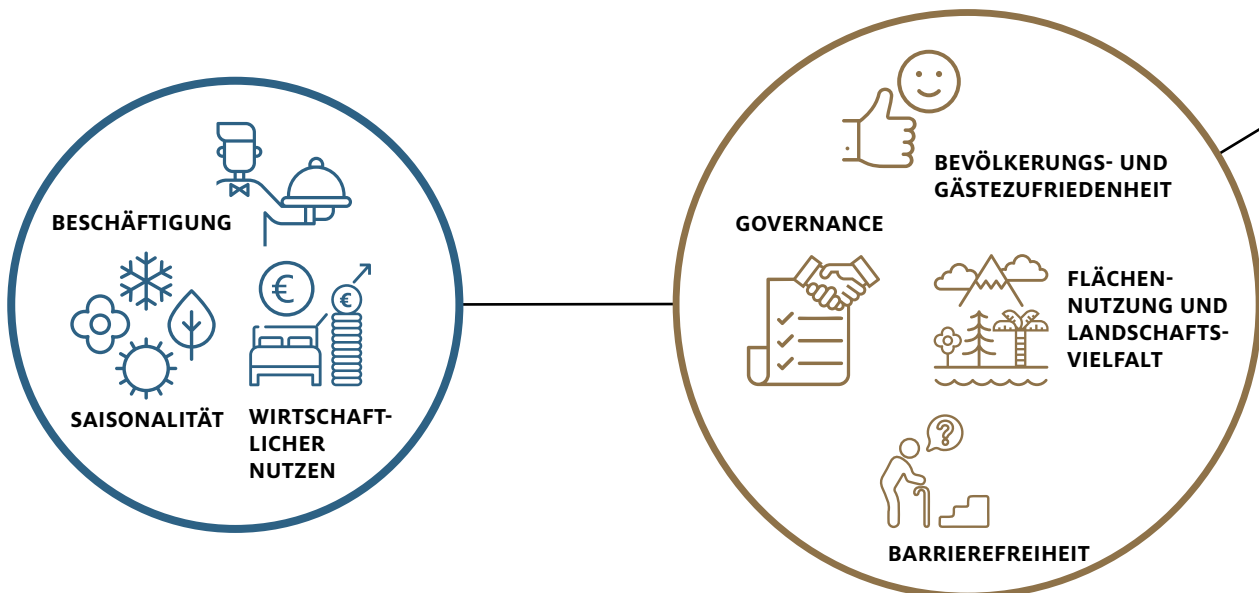 BESCHÄFTIGUNG
€
€
SAISONALITÄT
WIRTSCHAFT-
LICHER
NUTZEN
BEVÖLKERUNGS- UND
GÄSTEZUFRIEDENHEIT
GOVERNANCE
FLÄCHEN-
NUTZUNG UND
LANDSCHAFTS-
VIELFALT
?
BARRIEREFREIHEIT